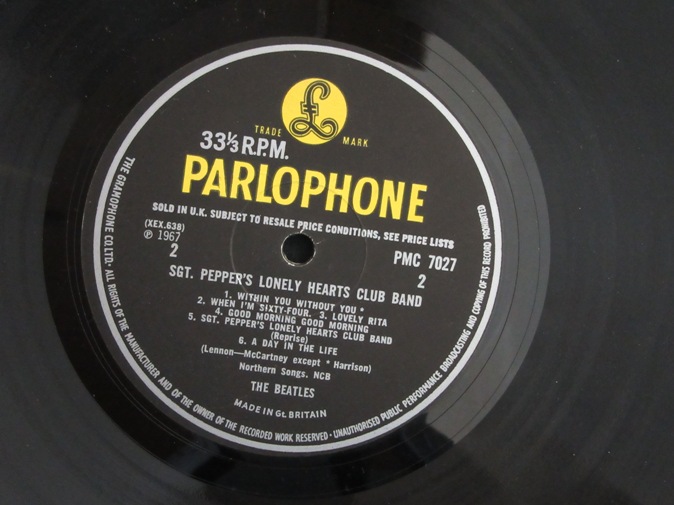 £
TRADE MARK
33⅓ R.P.M.
PARLOPHONE
SOLD IN U.K. SUBJECT TO RESALE PRICE CONDITIONS, SEE PRICE LISTS
(XEX.638)
℗ 1967
2
PMC 7027
2
SGT. PEPPER'S LONELY HEARTS CLUB BAND
1. WITHIN YOU WITHOUT YOU *
2. WHEN I'M SIXTY-FOUR. 3. LOVELY RITA
4. GOOD MORNING GOOD MORNING
5. SGT. PEPPER'S LONELY HEARTS CLUB BAND
(Reprise)
6. A DAY IN THE LIFE
(Lennon—McCartney except * Harrison)
Northern Songs. NCB
THE BEATLES
MADE IN Gt. BRITAIN
THE GRAMOPHONE CO. LTD · ALL RIGHTS OF THE MANUFACTURER AND OF THE OWNER OF THE RECORDED WORK RESERVED · UNAUTHORISED PUBLIC PERFORMANCE BROADCASTING AND COPYING OF THIS RECORD PROHIBITED